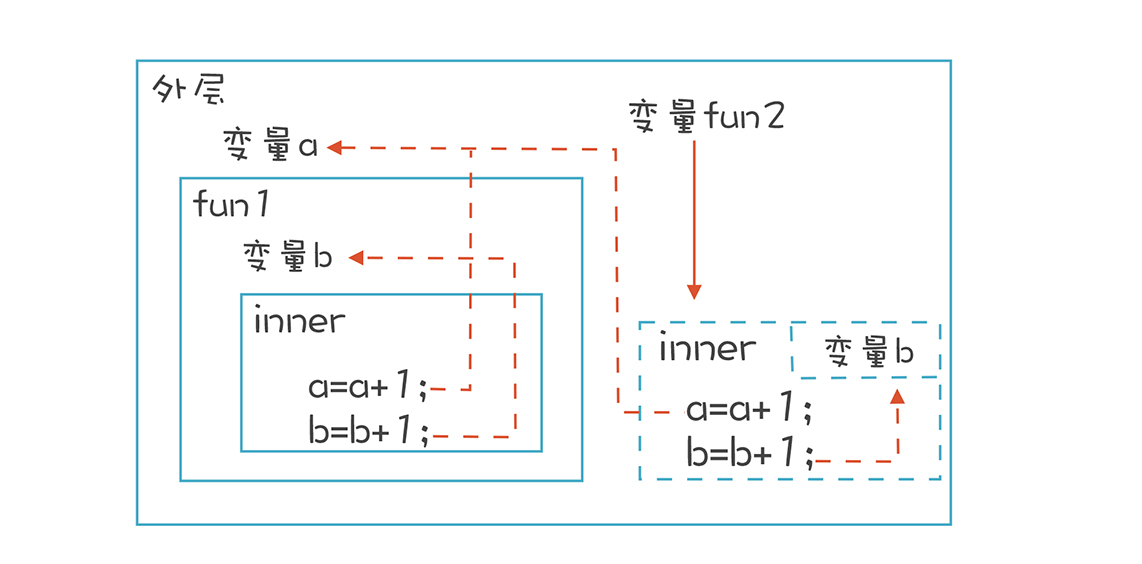 外层
变量fun2
变量a
fun1
变量b
inner
a=a+1;
b=b+1;
inner
变量b
a=a+1;
b=b+1;